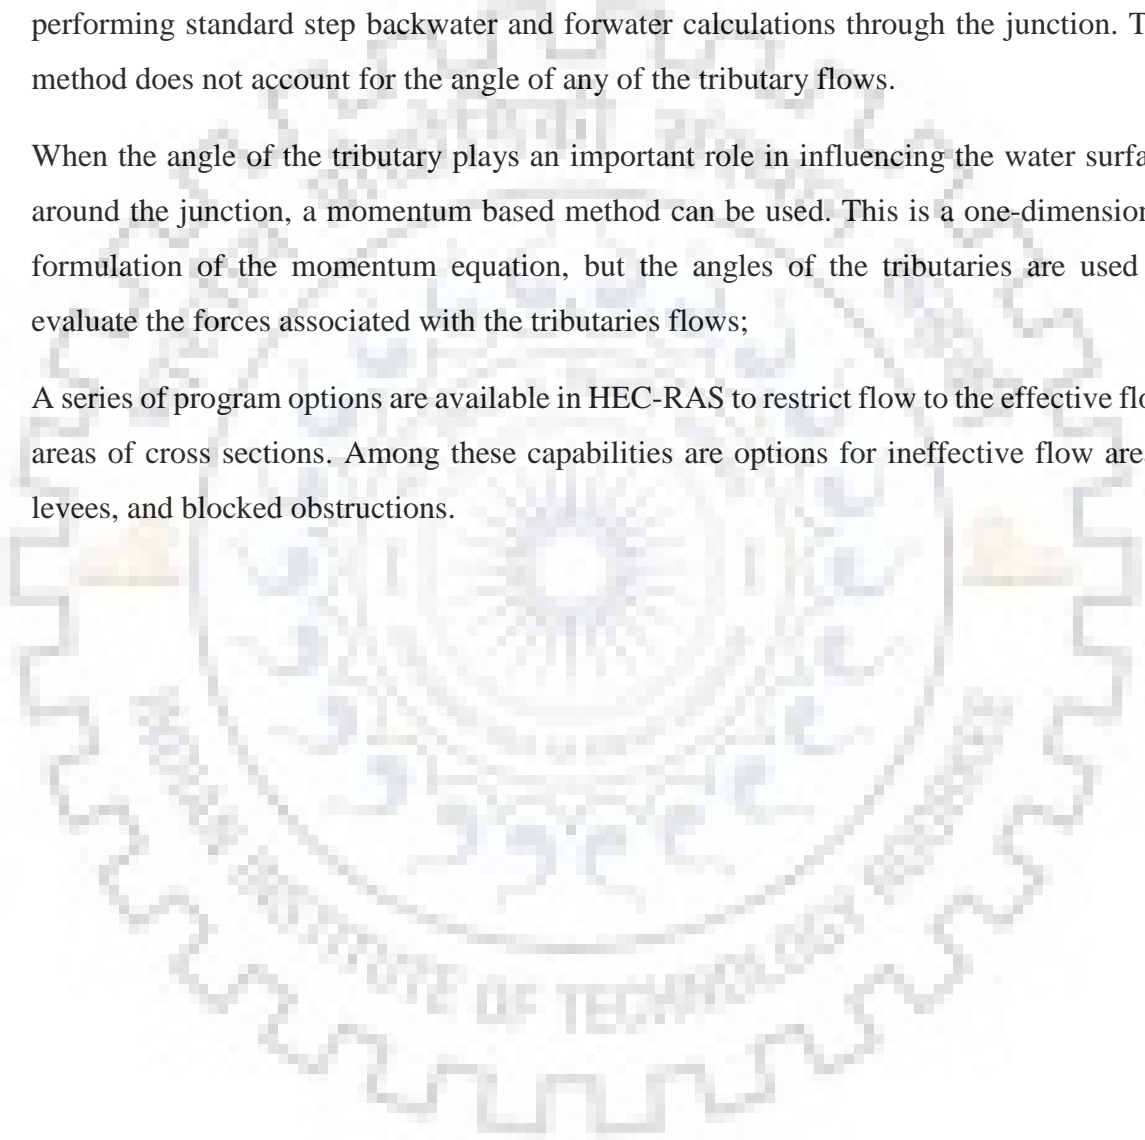 performing standard step backwater and forwater calculations through the junction. T
method does not account for the angle of any of the tributary flows.
When the angle of the tributary plays an important role in influencing the water surfa
around the junction, a momentum based method can be used. This is a one-dimension
formulation of the momentum equation, but the angles of the tributaries are used
evaluate the forces associated with the tributaries flows;
A series of program options are available in HEC-RAS to restrict flow to the effective flo
areas of cross sections. Among these capabilities are options for ineffective flow are
levees, and blocked obstructions.
INSTITUTE OF TECHNOLOGY